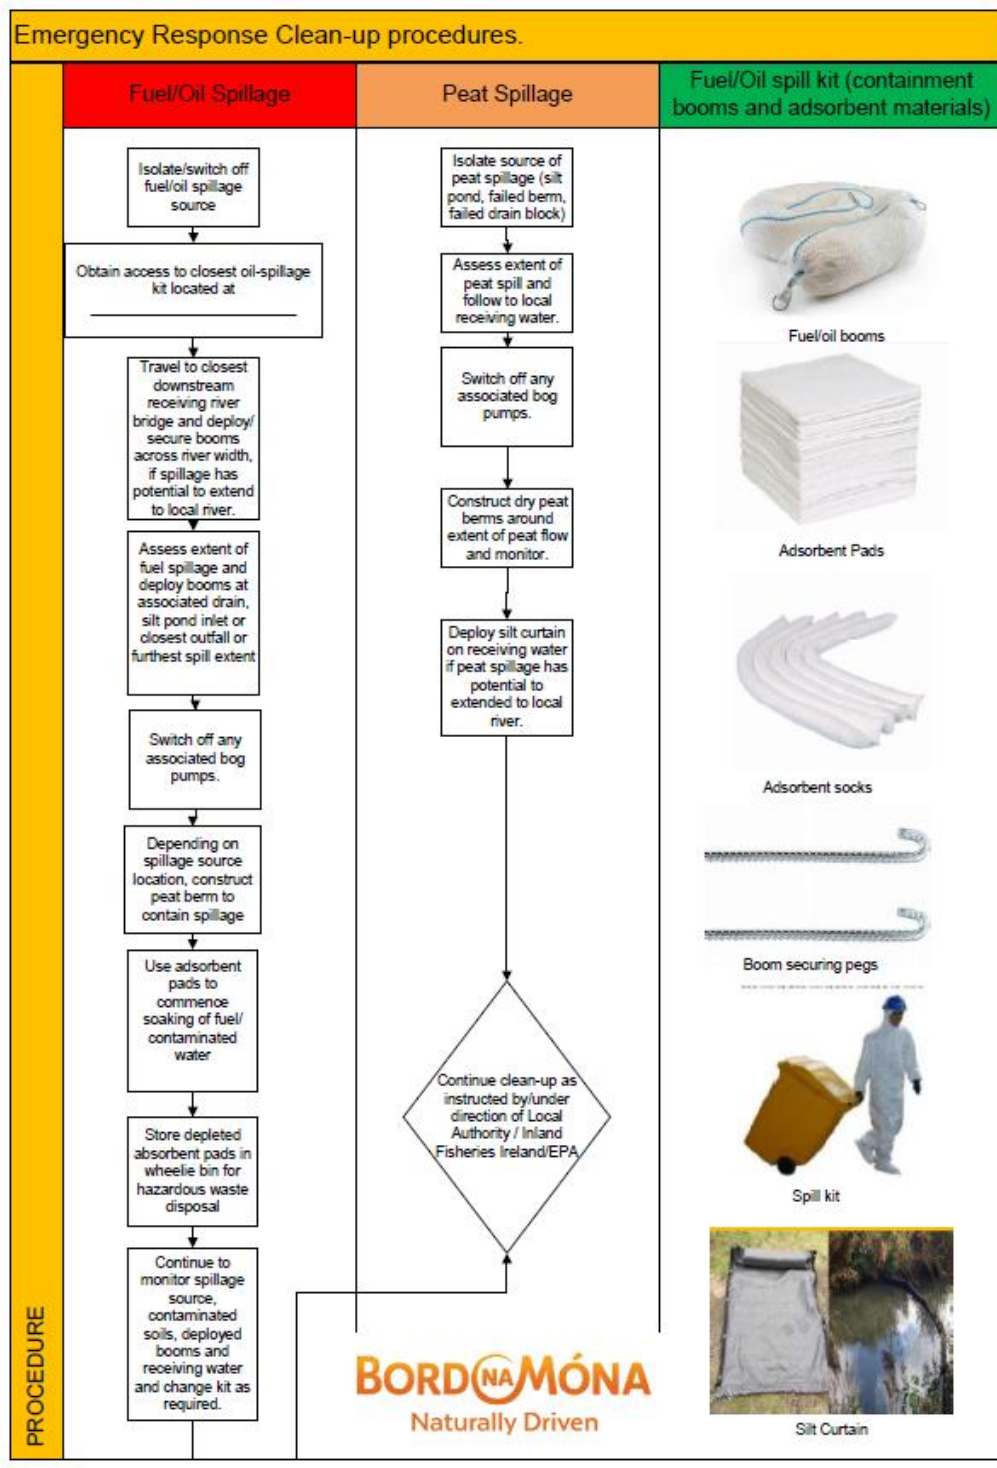 Emergency Response Clean-up procedures.
PROCEDURE
Fuel/Oil Spillage
Isolate/switch off
fuel/oil spillage
source
Obtain access to closest oil-spillage
kit located at
Travel to closest
downstream
receiving river
bridge and deploy/
secure booms
across river width,
if spillage has
potential to extend
to local river.
Assess extent of
fuel spillage and
deploy booms at
associated drain,
silt pond inlet or
closest outfall or
furthest spill extent
Switch off any
associated bog
pumps.
Depending on
spillage source
location, construct
peat berm to
contain spillage
Use adsorbent
pads to
commence
soaking of fuel/
contaminated
water
Store depleted
absorbent pads in
wheelie bin for
hazardous waste
disposal
Continue to
monitor spillage
source,
contaminated
soils, deployed
booms and
receiving water
and change kit as
required.
Peat Spillage
Isolate source of
peat spillage (silt
pond, failed berm,
failed drain block)
Assess extent of
peat spill and
follow to local
receiving water.
Switch off any
associated bog
pumps.
Construct dry peat
berms around
extent of peat flow
and monitor.
Deploy silt curtain
on receiving water
if peat spillage has
potential to
extended to local
river.
Continue clean-up as
instructed by/under
direction of Local
Authority / Inland
Fisheries Ireland/EPA
BORD NA MÓNA
Naturally Driven
Fuel/Oil spill kit (containment
booms and adsorbent materials)
Fuel/oil booms
Adsorbent Pads
Adsorbent socks
Boom securing pegs
Spill kit
Silt Curtain